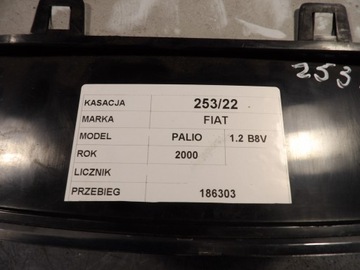 253
KASACJA 253/22
MARKA FIAT
MODEL PALIO 1.2 B8V
ROK 2000
LICZNIK
PRZEBIEG 186303